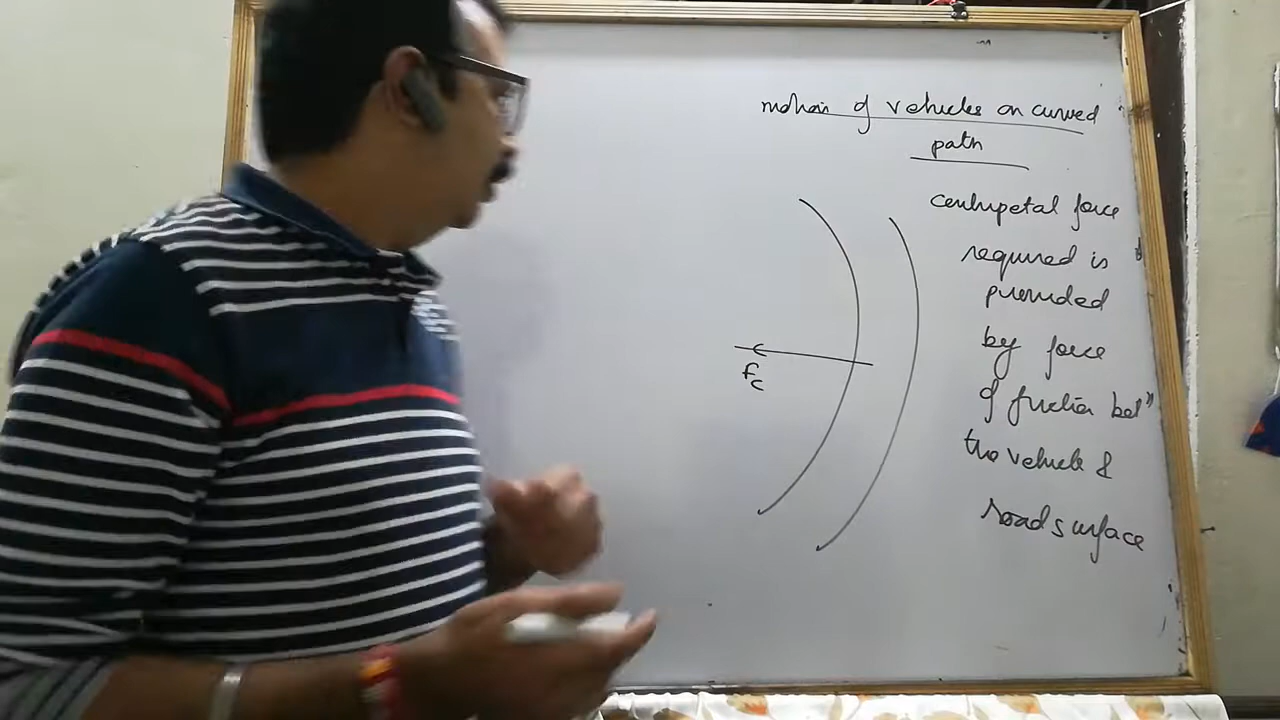 motion of vehicles on curved
path
centripetal force
required is
provided
by force
of friction betn
the vehicle &
road surface
fc